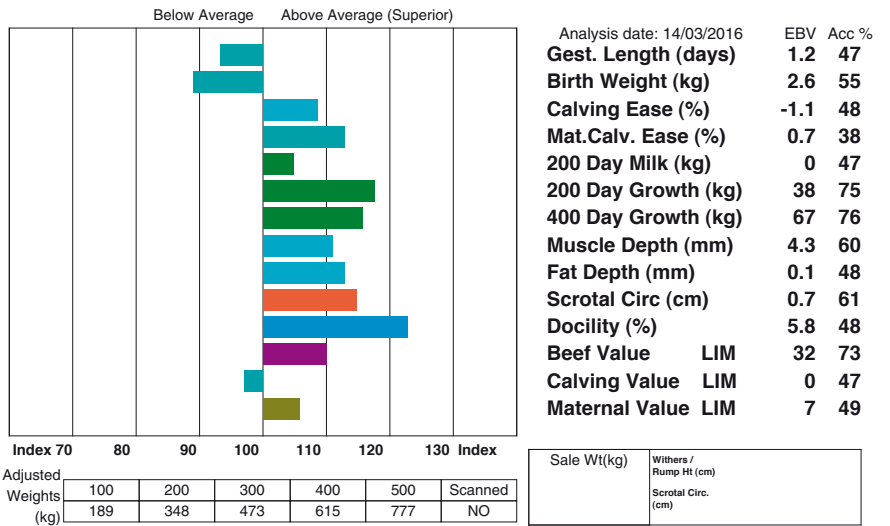 Below Average Above Average (Superior)
Analysis date: 14/03/2016 EBV Acc %
Gest. Length (days) 1.2 47
Birth Weight (kg) 2.6 55
Calving Ease (%) -1.1 48
Mat.Calv. Ease (%) 0.7 38
200 Day Milk (kg) 0 47
200 Day Growth (kg) 38 75
400 Day Growth (kg) 67 76
Muscle Depth (mm) 4.3 60
Fat Depth (mm) 0.1 48
Scrotal Circ (cm) 0.7 61
Docility (%) 5.8 48
Beef Value LIM 32 73
Calving Value LIM 0 47
Maternal Value LIM 7 49
Index 70 80 90 100 110 120 130 Index
Adjusted Weights (kg)
100 200 300 400 500 Scanned
189 348 473 615 777 NO
Sale Wt(kg)
Withers /
Rump Ht (cm)
Scrotal Circ.
(cm)